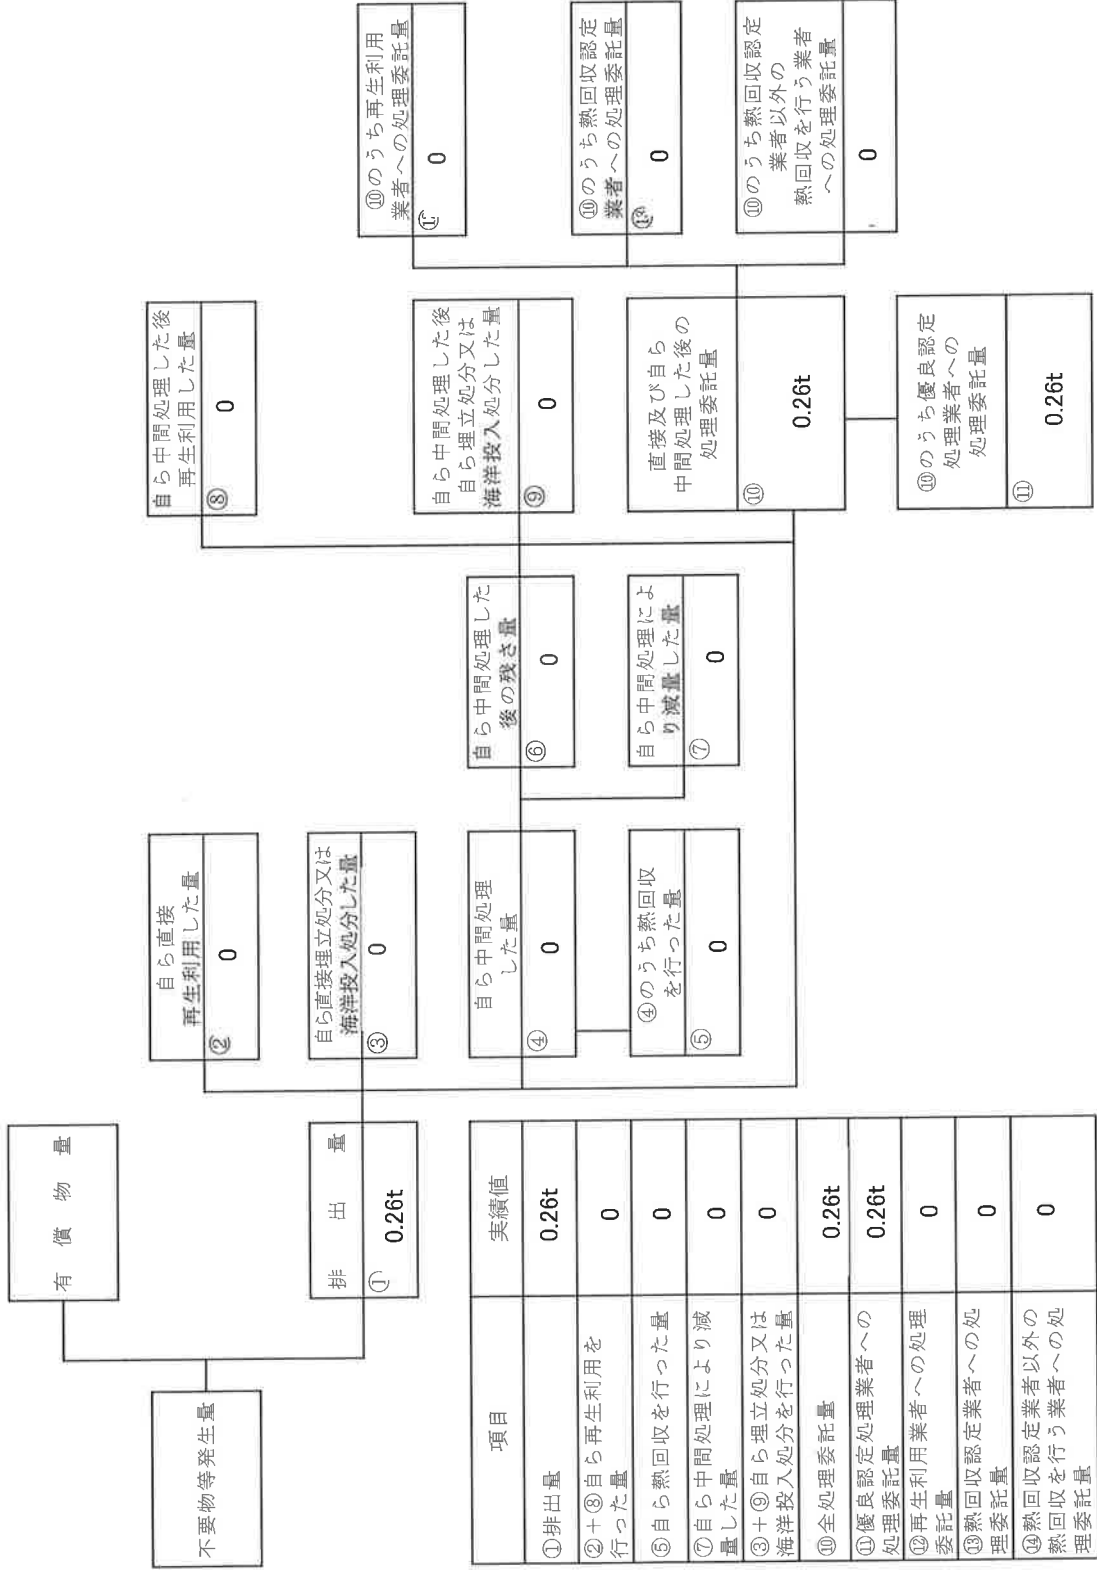 不要物等発生量
有償物量
排出量
①
0.26t
自ら直接
再生利用した量
②
0
自ら直接埋立処分又は
海洋投入処分した量
③
0
自ら中間処理
した量
④
0
④のうち熱回収
を行った量
⑤
0
自ら中間処理した
後の残さ量
⑥
0
自ら中間処理によ
り減量した量
⑦
0
自ら中間処理した後
再生利用した量
⑧
0
自ら中間処理した後
自ら埋立処分又は
海洋投入処分した量
⑨
0
直接及び自ら
中間処理した後の
処理委託量
⑩
0.26t
⑩のうち優良認定
処理業者への
処理委託量
⑪
0.26t
⑩のうち再生利用
業者への処理委託量
0
⑩のうち熱回収認定
業者への処理委託量
0
⑩のうち熱回収認定
業者以外の
熱回収を行う業者
への処理委託量
0
項目 実績値
①排出量 0.26t
②+⑧自ら再生利用を
行った量 0
⑤自ら熱回収を行った量 0
⑦自ら中間処理により減
量した量 0
③+⑨自ら埋立処分又は
海洋投入処分を行った量 0
⑩全処理委託量 0.26t
⑪優良認定処理業者への
処理委託量 0.26t
⑫再生利用業者への処理
委託量 0
⑬熱回収認定業者への処
理委託量 0
⑭熱回収認定業者以外の
熱回収を行う業者への処
理委託量 0